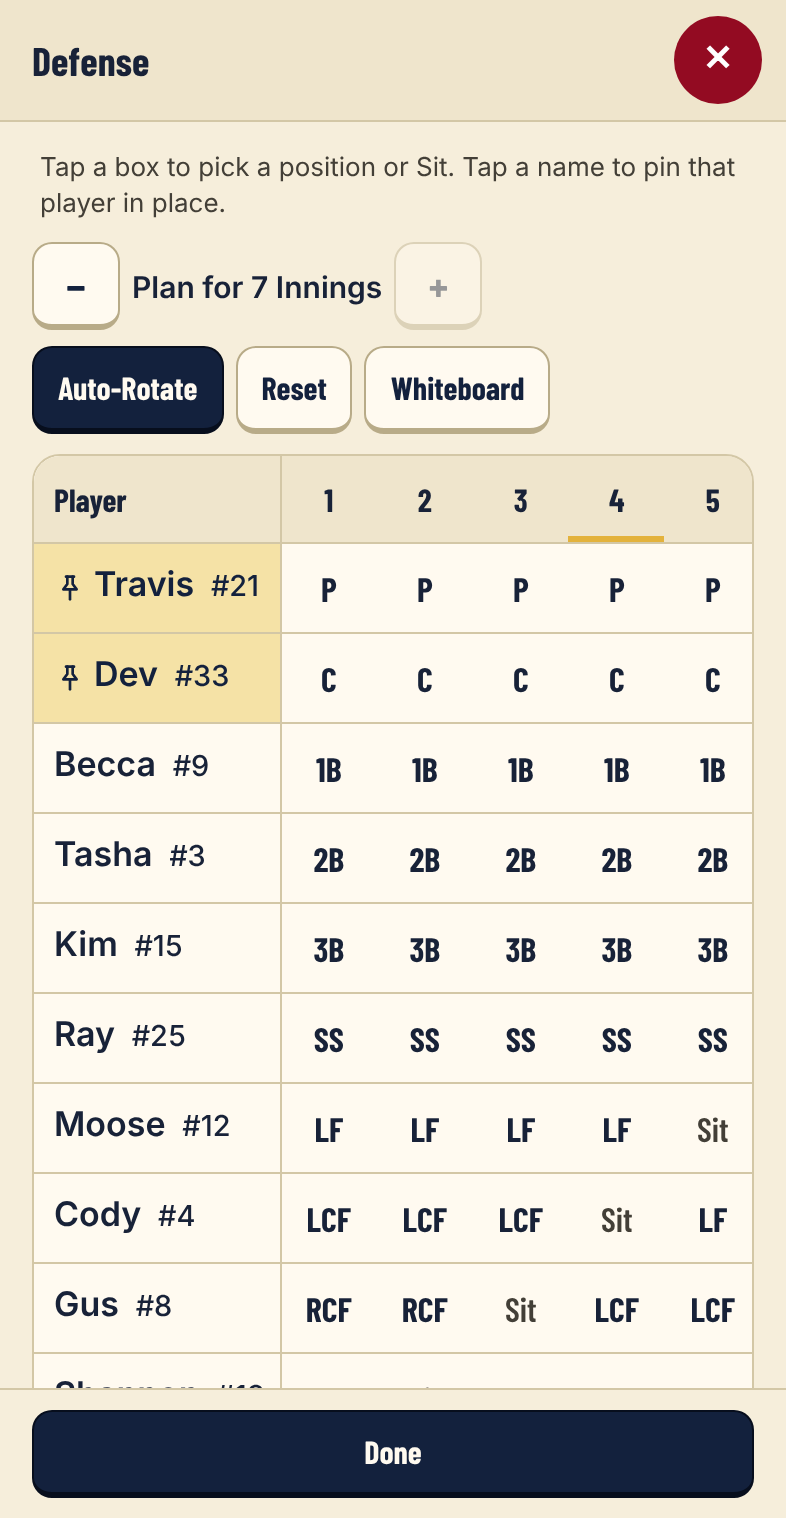 Defense
×
Tap a box to pick a position or Sit. Tap a name to pin that
player in place.
– Plan for 7 Innings +
Auto-Rotate Reset Whiteboard
Player 1 2 3 4 5
Travis #21 P P P P P
Dev #33 C C C C C
Becca #9 1B 1B 1B 1B 1B
Tasha #3 2B 2B 2B 2B 2B
Kim #15 3B 3B 3B 3B 3B
Ray #25 SS SS SS SS SS
Moose #12 LF LF LF LF Sit
Cody #4 LCF LCF LCF Sit LF
Gus #8 RCF RCF Sit LCF LCF
Done